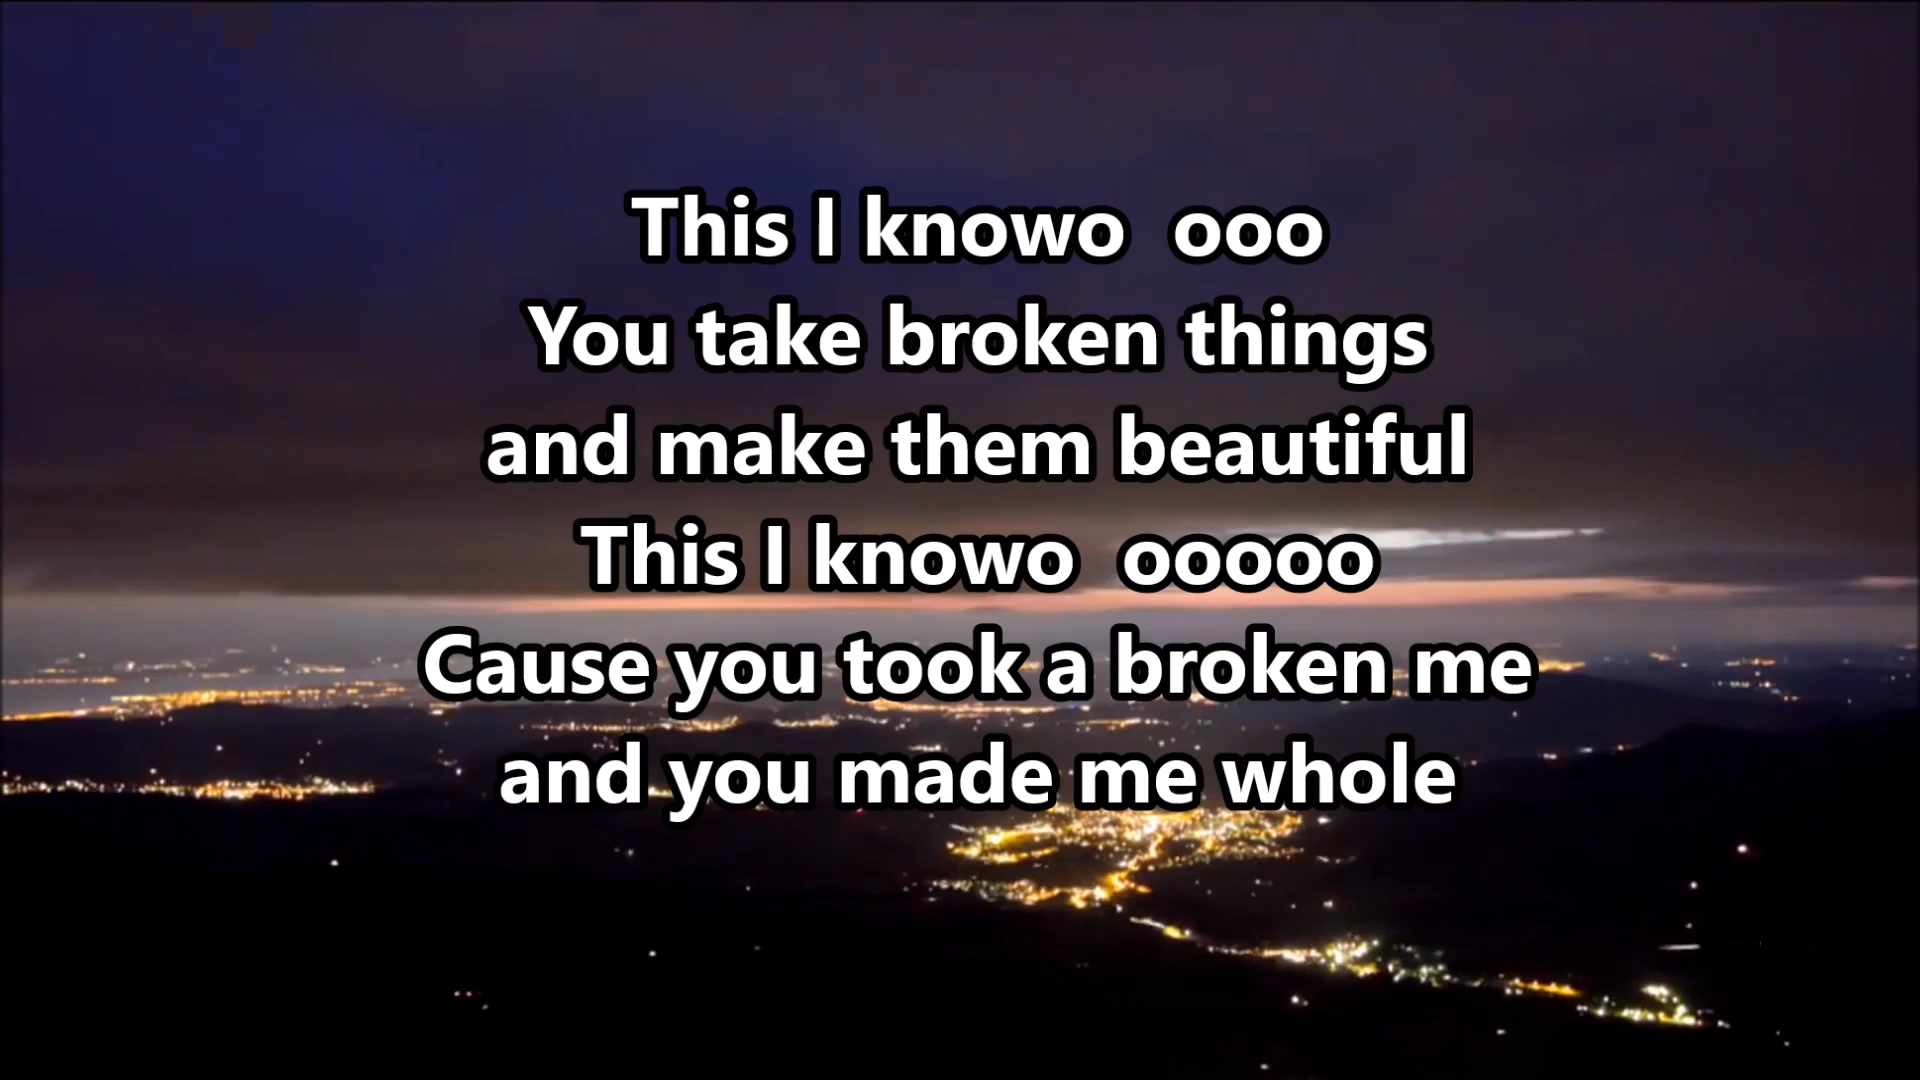 This I knowo  ooo
You take broken things
and make them beautiful
This I knowo  ooooo
Cause you took a broken me
and you made me whole